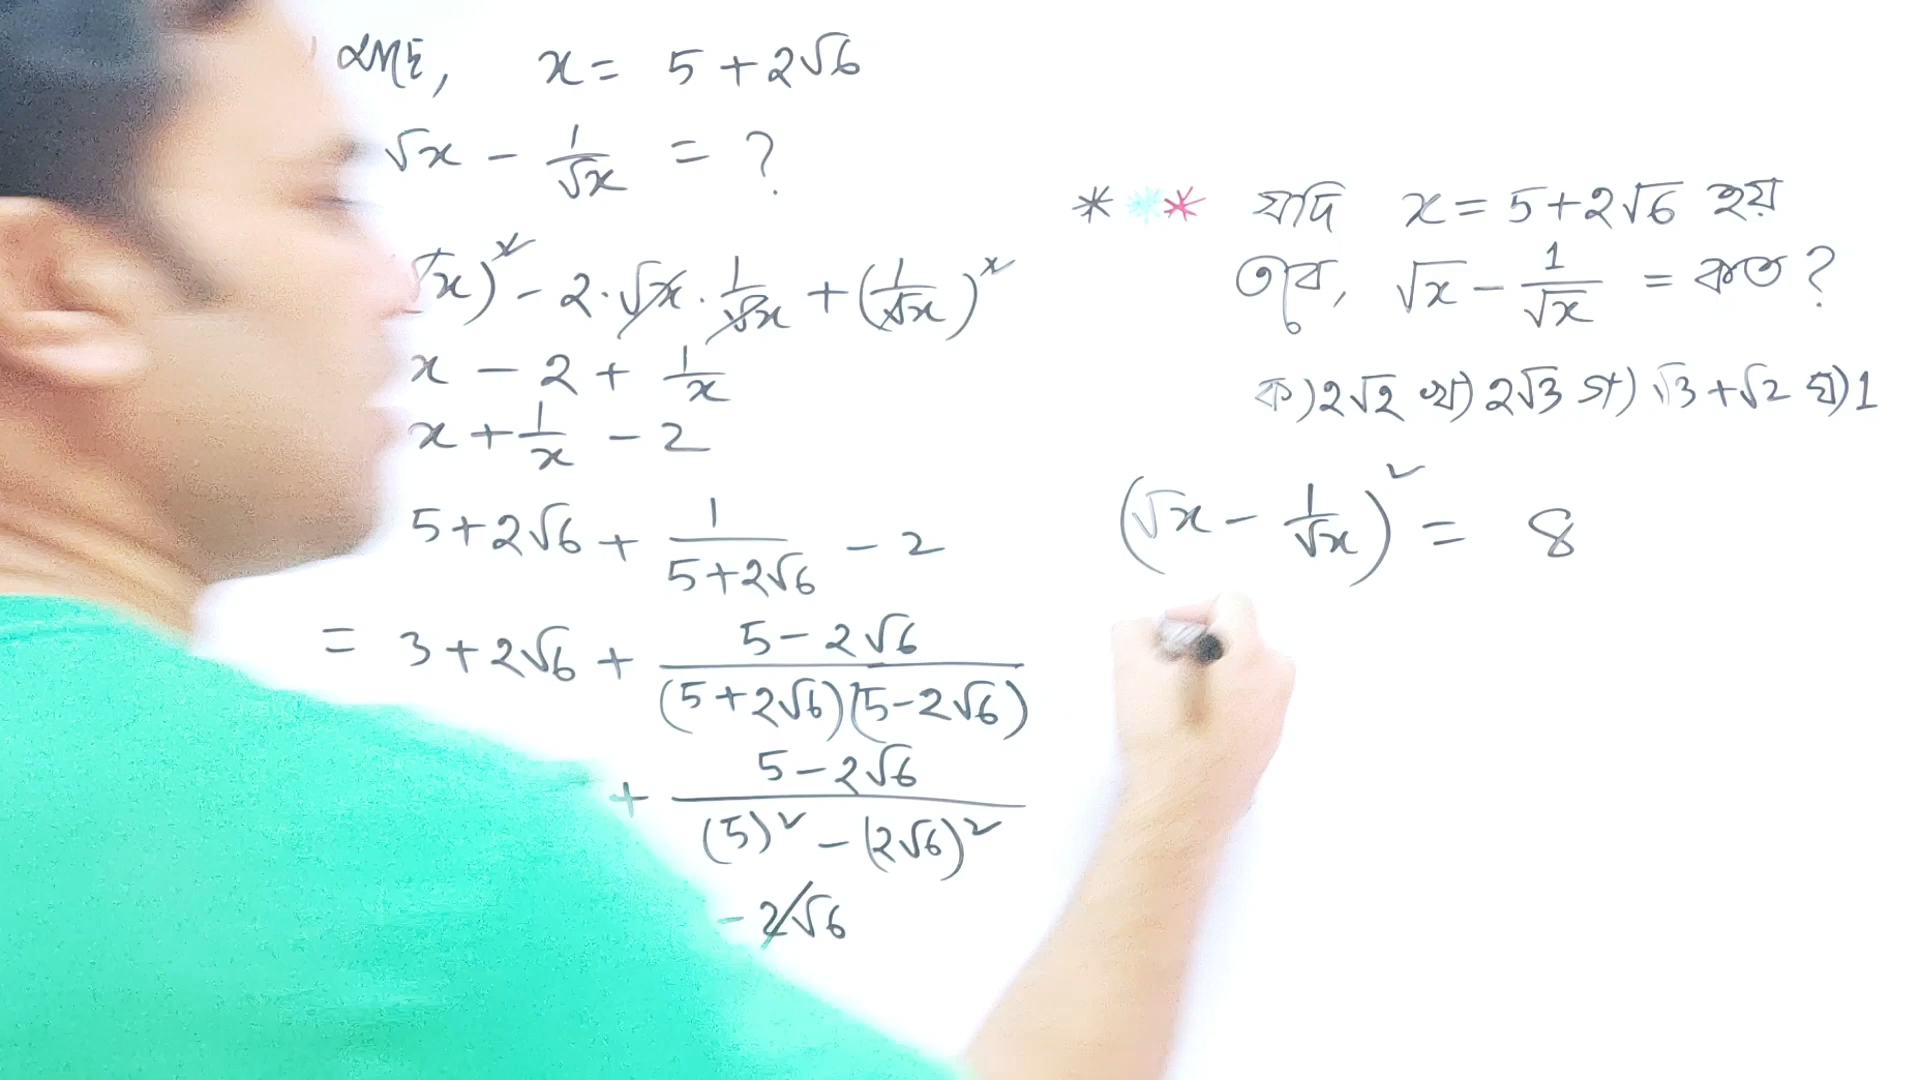 x = 5 + 2√6
√x - 1/√x = ?
√x)² - 2·√x · 1/√x + (1/√x)²
x - 2 + 1/x
x + 1/x - 2
5 + 2√6 + 1/(5+2√6) - 2
= 3 + 2√6 + (5 - 2√6)/((5+2√6)(5-2√6))
+ (5 - 2√6)/((5)² - (2√6)²)
- 2√6
* * * যদি x = 5 + 2√6 হয়
তবে, √x - 1/√x = কত ?
ক) 2√2 খ) 2√3 গ) √3 + √2 ঘ) 1
(√x - 1/√x)² = 8